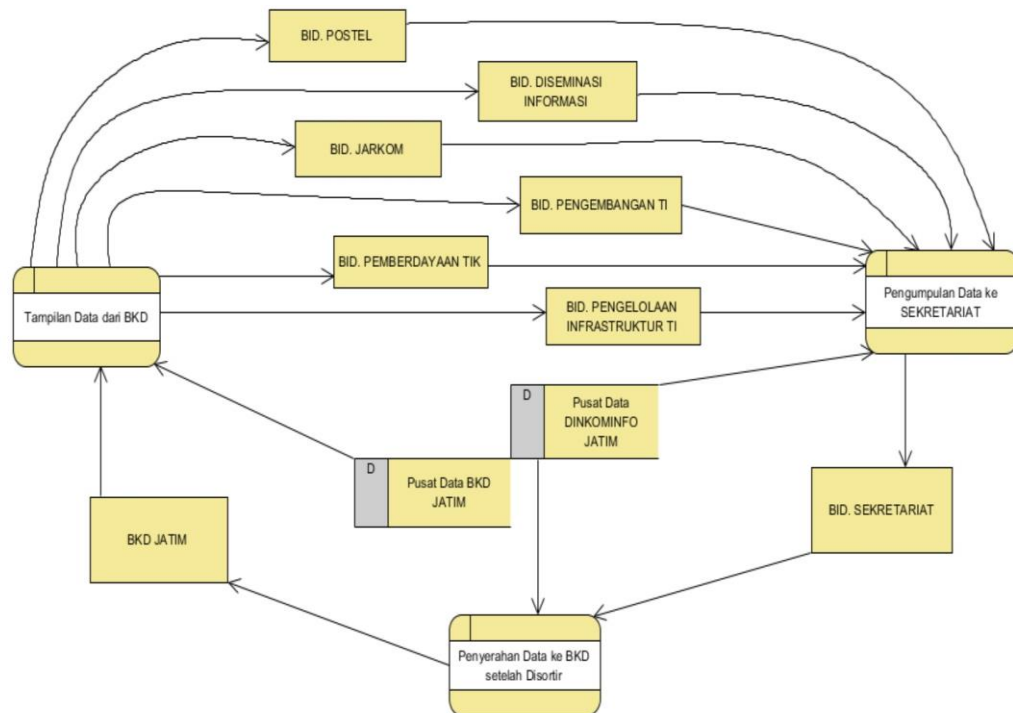 BID. POSTEL
BID. DISEMINASI
INFORMASI
BID. JARKOM
BID. PENGEMBANGAN TI
BID. PEMBERDAYAAN TIK
Tampilan Data dari BKD
BID. PENGELOLAAN
INFRASTRUKTUR TI
Pengumpulan Data ke
SEKRETARIAT
D
Pusat Data
DINKOMINFO
JATIM
D
Pusat Data BKD
JATIM
BKD JATIM
BID. SEKRETARIAT
Penyerahan Data ke BKD
setelah Disortir